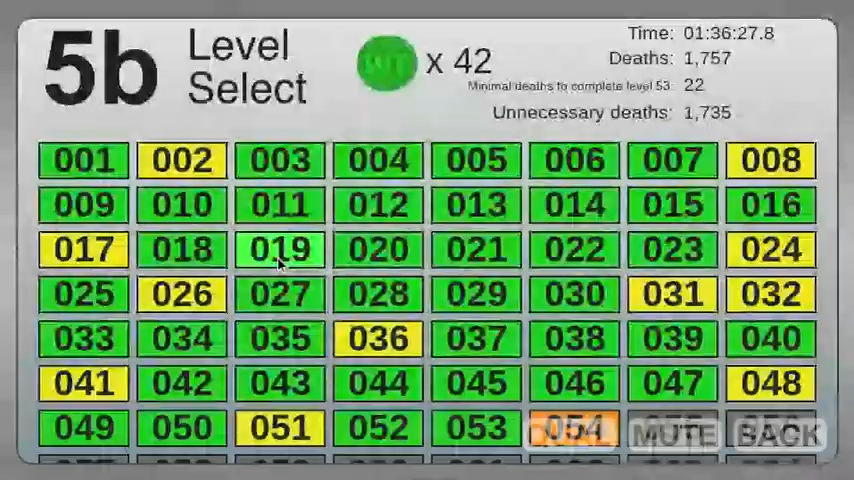 5b Level Select
WT x 42
Time: 01:36:27.8
Deaths: 1,757
Minimal deaths to complete level 53: 22
Unnecessary deaths: 1,735
001 002 003 004 005 006 007 008
009 010 011 012 013 014 015 016
017 018 019 020 021 022 023 024
025 026 027 028 029 030 031 032
033 034 035 036 037 038 039 040
041 042 043 044 045 046 047 048
049 050 051 052 053 054
MUTE BACK